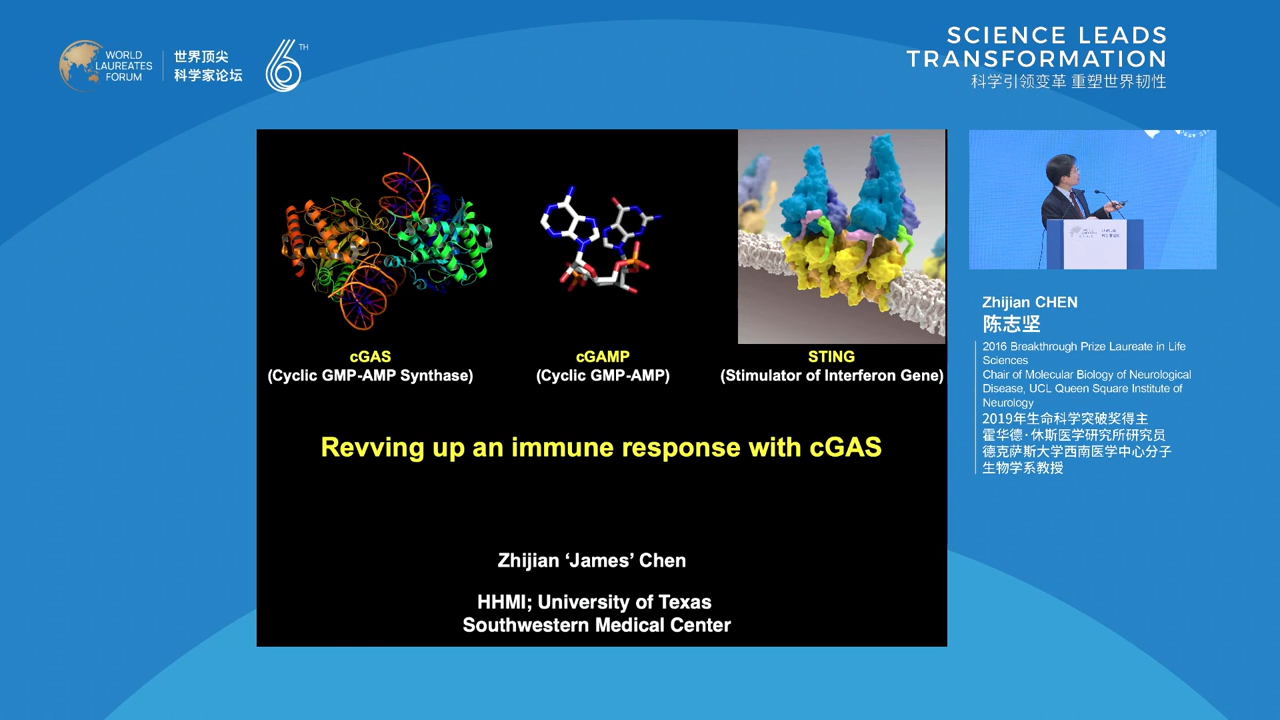 WORLD
LAUREATES
FORUM
世界顶尖
科学家论坛
6TH
SCIENCE LEADS
TRANSFORMATION
科学引领变革 重塑世界韧性
cGAS
(Cyclic GMP-AMP Synthase)
cGAMP
(Cyclic GMP-AMP)
STING
(Stimulator of Interferon Gene)
Revving up an immune response with cGAS
Zhijian ‘James’ Chen
HHMI; University of Texas
Southwestern Medical Center
Zhijian CHEN
陈志坚
2016 Breakthrough Prize Laureate in Life
Sciences
Chair of Molecular Biology of Neurological
Disease, UCL Queen Square Institute of
Neurology
2019年生命科学突破奖得主
霍华德·休斯医学研究所研究员
德克萨斯大学西南医学中心分子
生物学系教授